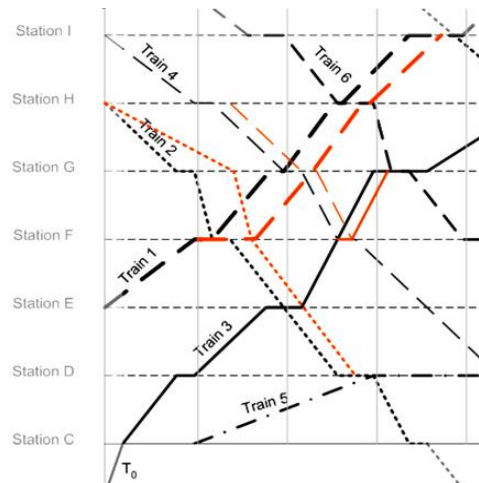 Station I
Train 4
Train 6
Station H
Train 2
Station G
Station F
Train 1
Station E
Train 3
Station D
Train 5
Station C
T0